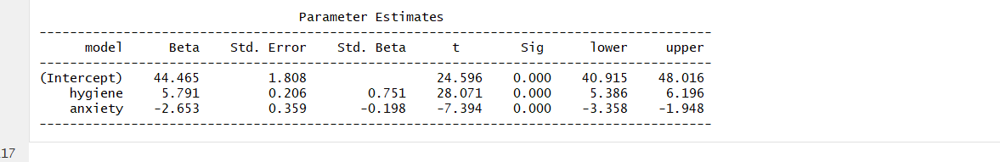 Parameter Estimates
------------------------------------------------------------------------------------------
model Beta Std. Error Std. Beta t Sig lower upper
------------------------------------------------------------------------------------------
(Intercept) 44.465 1.808 24.596 0.000 40.915 48.016
hygiene 5.791 0.206 0.751 28.071 0.000 5.386 6.196
anxiety -2.653 0.359 -0.198 -7.394 0.000 -3.358 -1.948
------------------------------------------------------------------------------------------
17